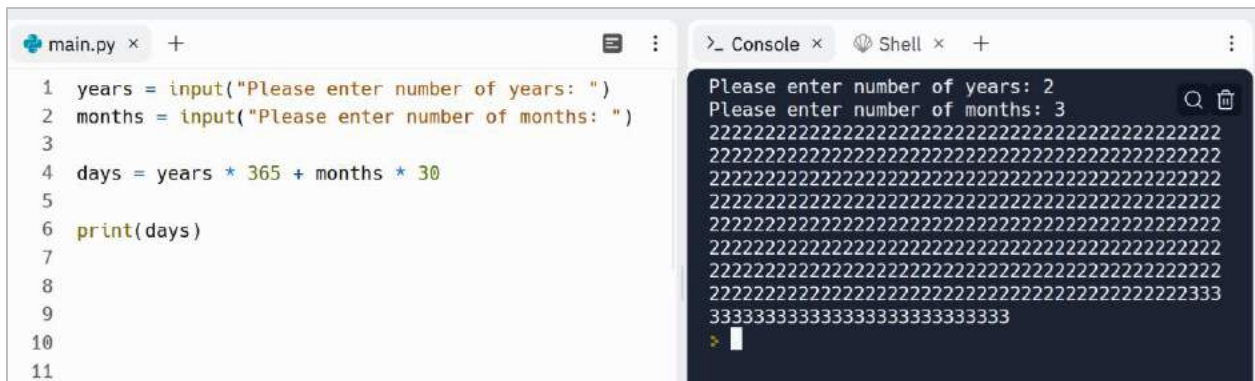 main.py × +
1 years = input("Please enter number of years: ")
2 months = input("Please enter number of months: ")
3
4 days = years * 365 + months * 30
5
6 print(days)
7
8
9
10
11
>_ Console × Shell × +
Please enter number of years: 2
Please enter number of months: 3
2222222222222222222222222222222222222222222222
2222222222222222222222222222222222222222222222
2222222222222222222222222222222222222222222222
2222222222222222222222222222222222222222222222
2222222222222222222222222222222222222222222222
2222222222222222222222222222222222222222222222
2222222222222222222222222222222222222222222222
2222222222222222222222222222222222222222222333
333333333333333333333333333
>